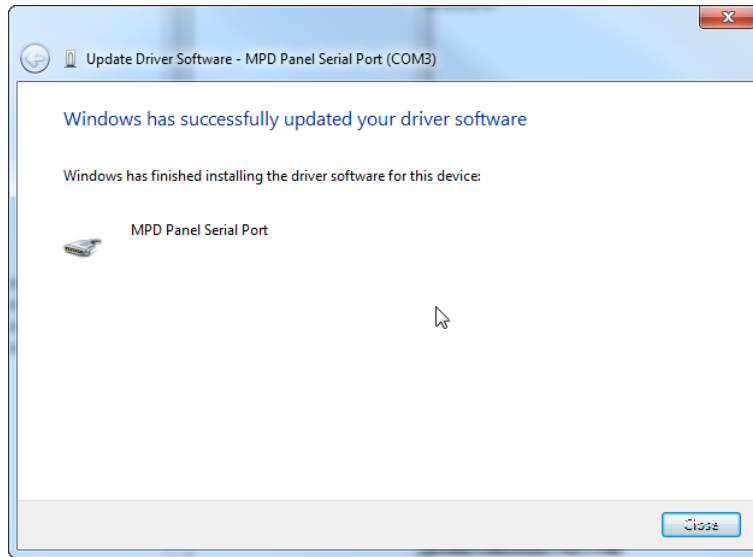 Update Driver Software - MPD Panel Serial Port (COM3)
Windows has successfully updated your driver software
Windows has finished installing the driver software for this device:
MPD Panel Serial Port
Close